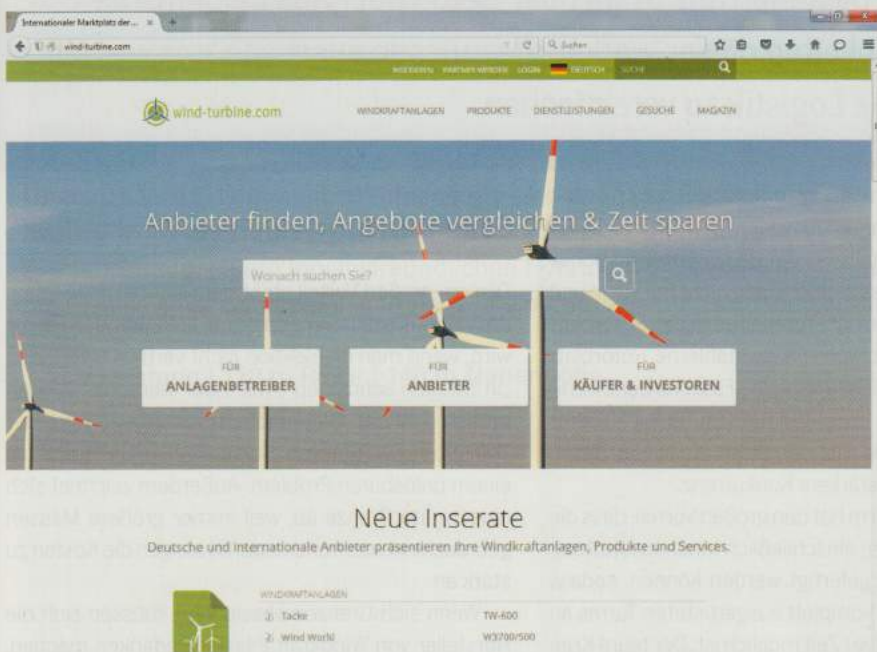 Internationaler Marktplatz der...
wind-turbine.com
Suchen
INSERIEREN PARTNER WERDEN LOGIN DEUTSCH SUCHE
wind-turbine.com
WINDKRAFTANLAGEN PRODUKTE DIENSTLEISTUNGEN GESUCHE MAGAZIN
Anbieter finden, Angebote vergleichen & Zeit sparen
Wonach suchen Sie?
FÜR
ANLAGENBETREIBER
FÜR
ANBIETER
FÜR
KÄUFER & INVESTOREN
Neue Inserate
Deutsche und internationale Anbieter präsentieren ihre Windkraftanlagen, Produkte und Services.
WINDKRAFTANLAGEN
Tacke TW-600
Wind World W3700/500